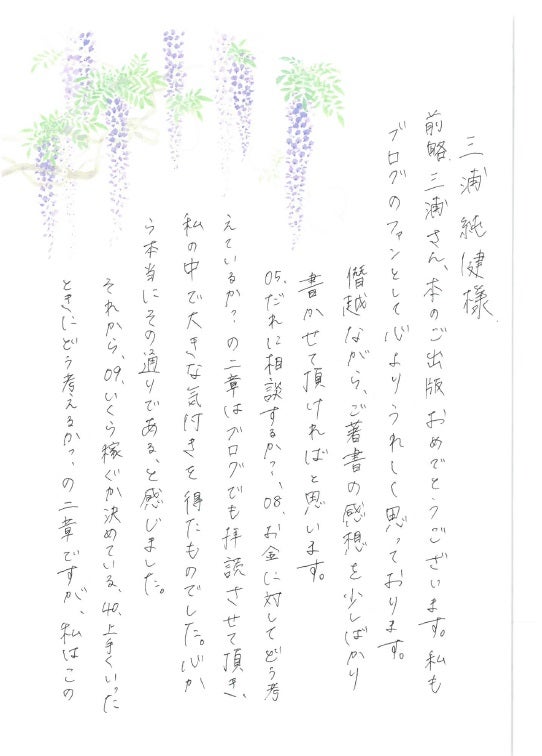 三浦純健様
前略、三浦さん、本のご出版おめでとうございます。私も
ブログのファンとして心よりうれしく思っております。
僭越ながら、ご著書の感想を少しばかり
書かせて頂ければと思います。
05.だれに相談するか?、08.お金に対してどう考
えているか?の二章はブログでも拝読させて頂き、
私の中で大きな気付きを得たものでした。心か
ら本当にその通りである、と感じました。
それから、09.いくら稼ぐか決めている、40.上手くいった
ときにどう考えるか?、の二章ですが、私はこの